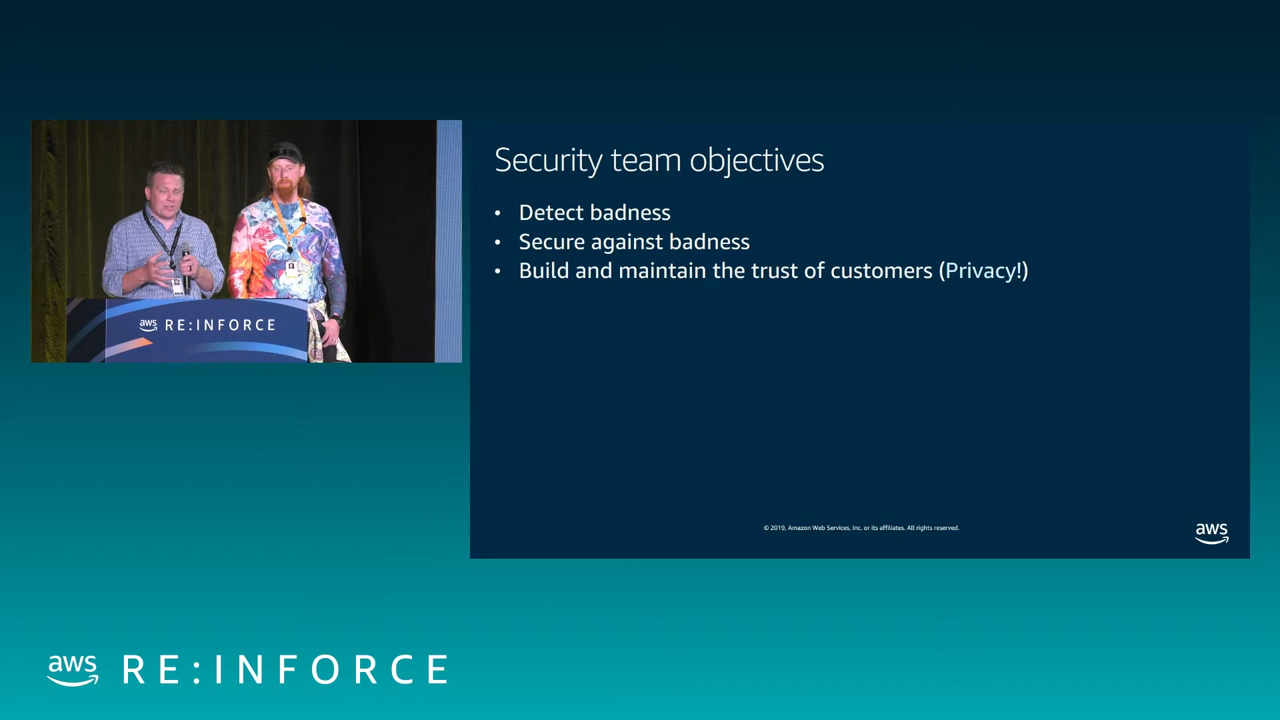 Security team objectives
• Detect badness
• Secure against badness
• Build and maintain the trust of customers (Privacy!)
aws RE:INFORCE
© 2019, Amazon Web Services, Inc. or its affiliates. All rights reserved.
aws
aws RE:INFORCE